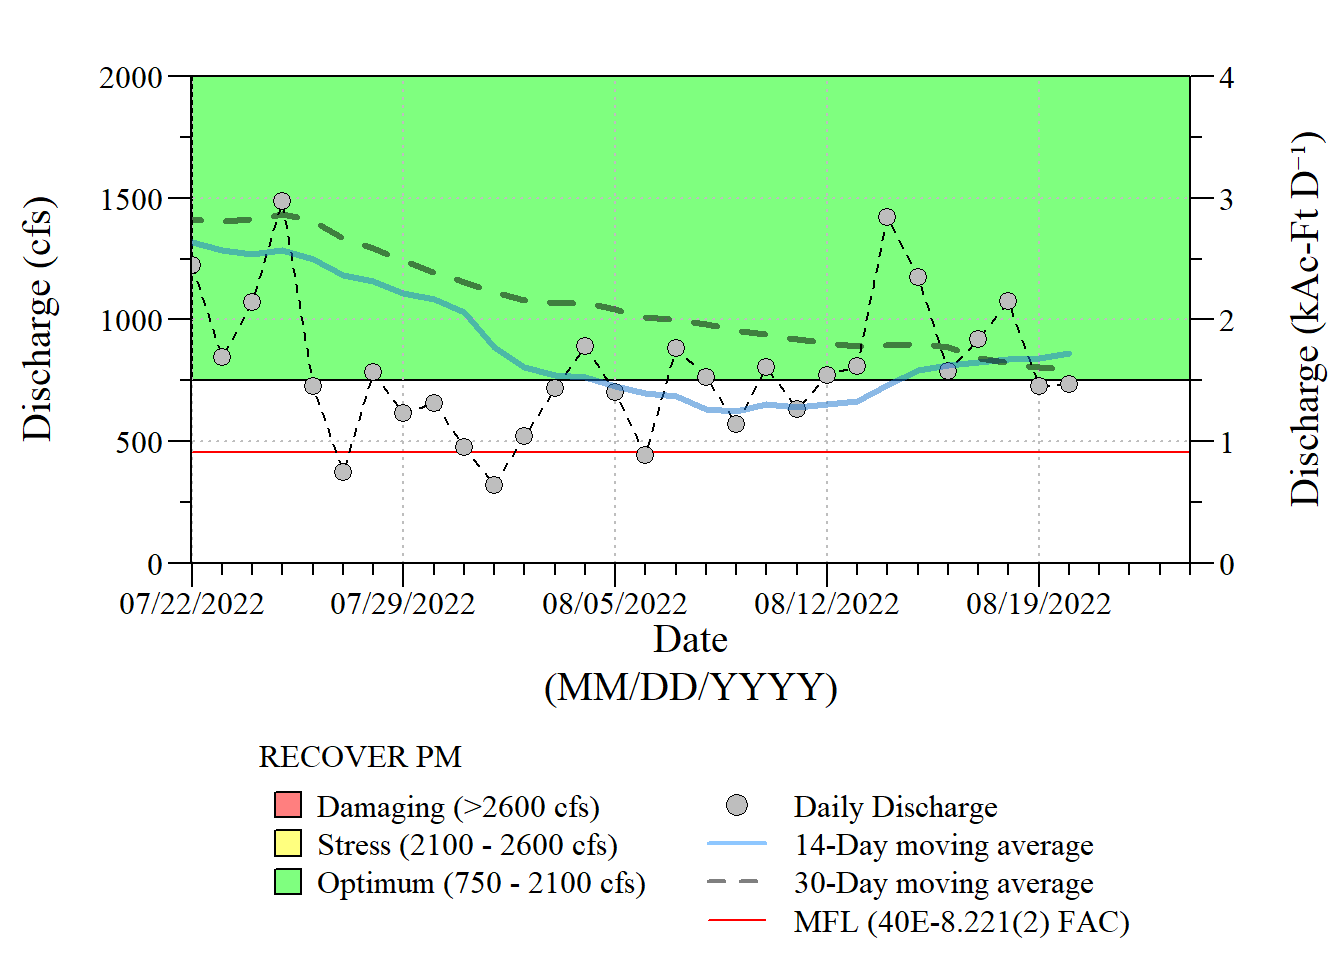 2000
1500
1000
500
0
Discharge (cfs)
4
3
2
1
0
Discharge (kAc-Ft D⁻¹)
07/22/2022 07/29/2022 08/05/2022 08/12/2022 08/19/2022
Date
(MM/DD/YYYY)
RECOVER PM
Damaging (>2600 cfs)
Stress (2100 - 2600 cfs)
Optimum (750 - 2100 cfs)
Daily Discharge
14-Day moving average
30-Day moving average
MFL (40E-8.221(2) FAC)